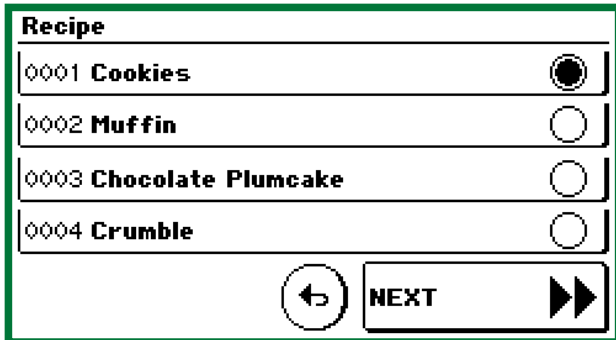 Recipe
0001 Cookies
0002 Muffin
0003 Chocolate Plumcake
0004 Crumble
NEXT